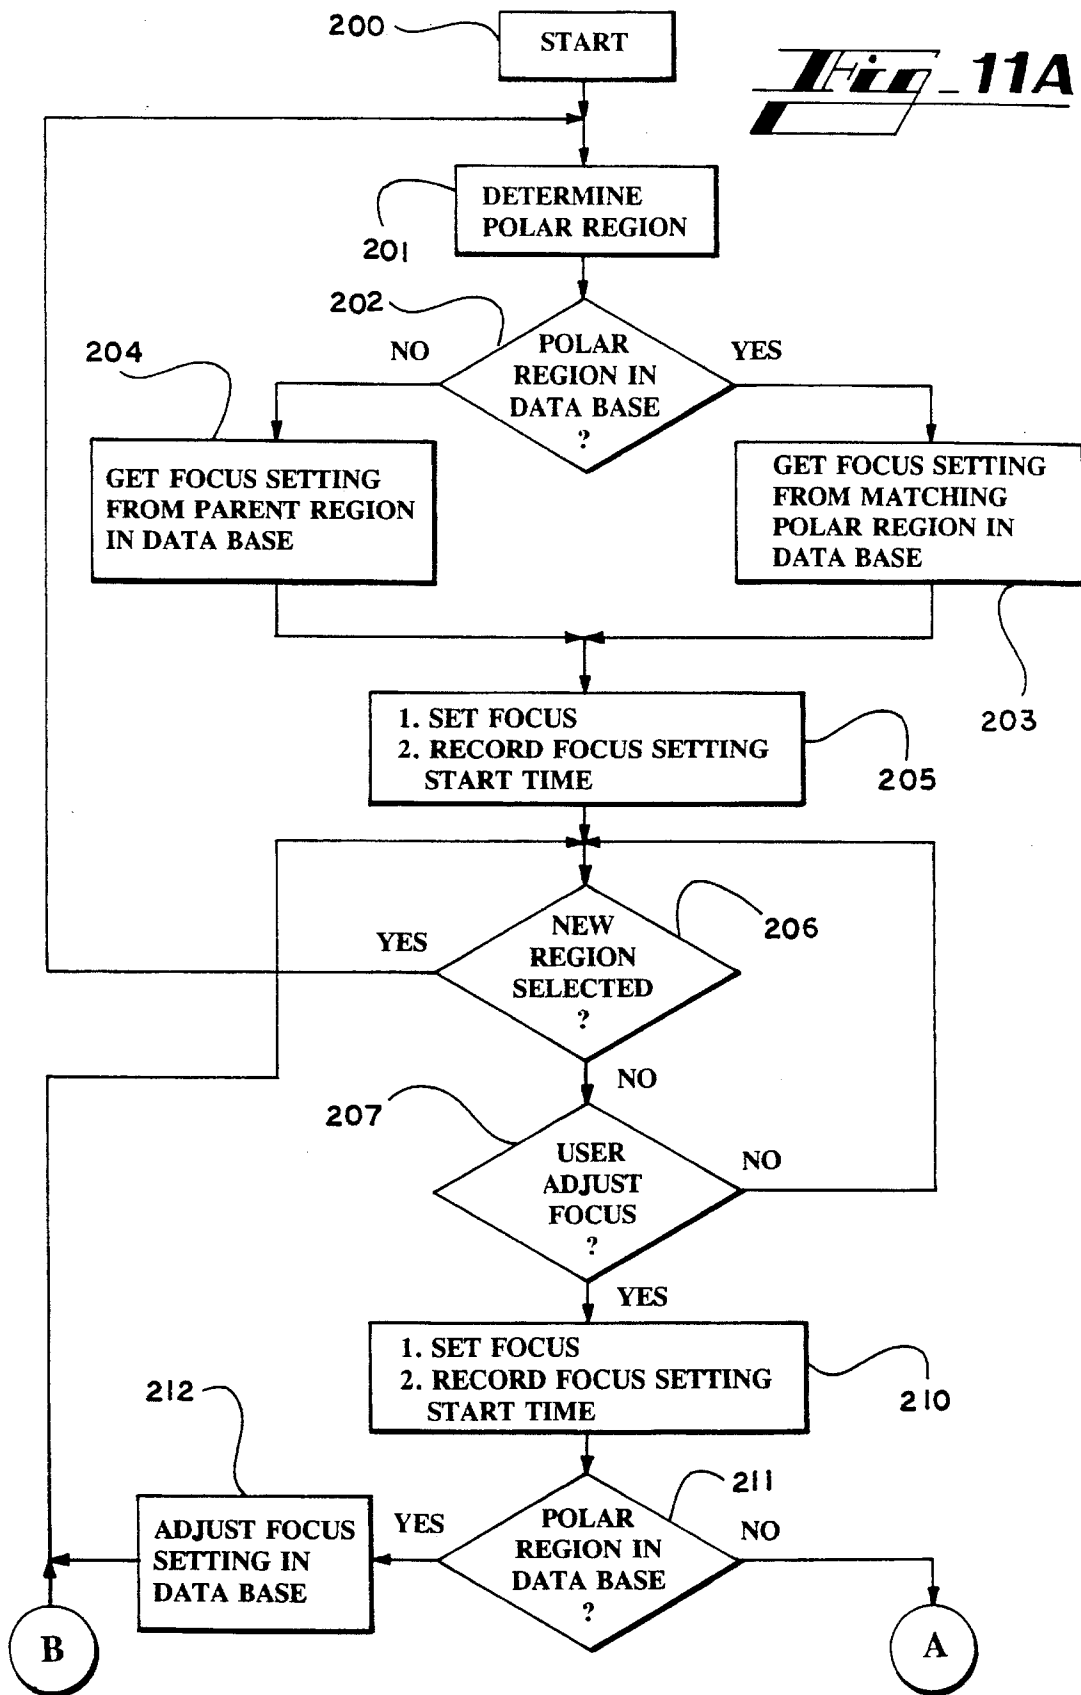 200
START
Fig_11A
DETERMINE
POLAR REGION
201
202
NO
POLAR
REGION IN
DATA BASE
?
YES
204
GET FOCUS SETTING
FROM PARENT REGION
IN DATA BASE
GET FOCUS SETTING
FROM MATCHING
POLAR REGION IN
DATA BASE
203
1. SET FOCUS
2. RECORD FOCUS SETTING
START TIME
205
YES
NEW
REGION
SELECTED
?
206
NO
207
USER
ADJUST
FOCUS
?
NO
YES
1. SET FOCUS
2. RECORD FOCUS SETTING
START TIME
210
212
211
ADJUST FOCUS
SETTING IN
DATA BASE
YES
POLAR
REGION IN
DATA BASE
?
NO
B
A